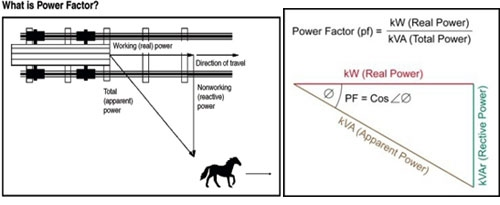 What is Power Factor?
Working (real) power
Direction of travel
Total
(apparent)
power
Nonworking
(reactive)
power
Power Factor (pf) = kW (Real Power)
kVA (Total Power)
kW (Real Power)
Ø
PF = Cos∠Ø
kVA (Apparent Power)
kVAr (Rective Power)